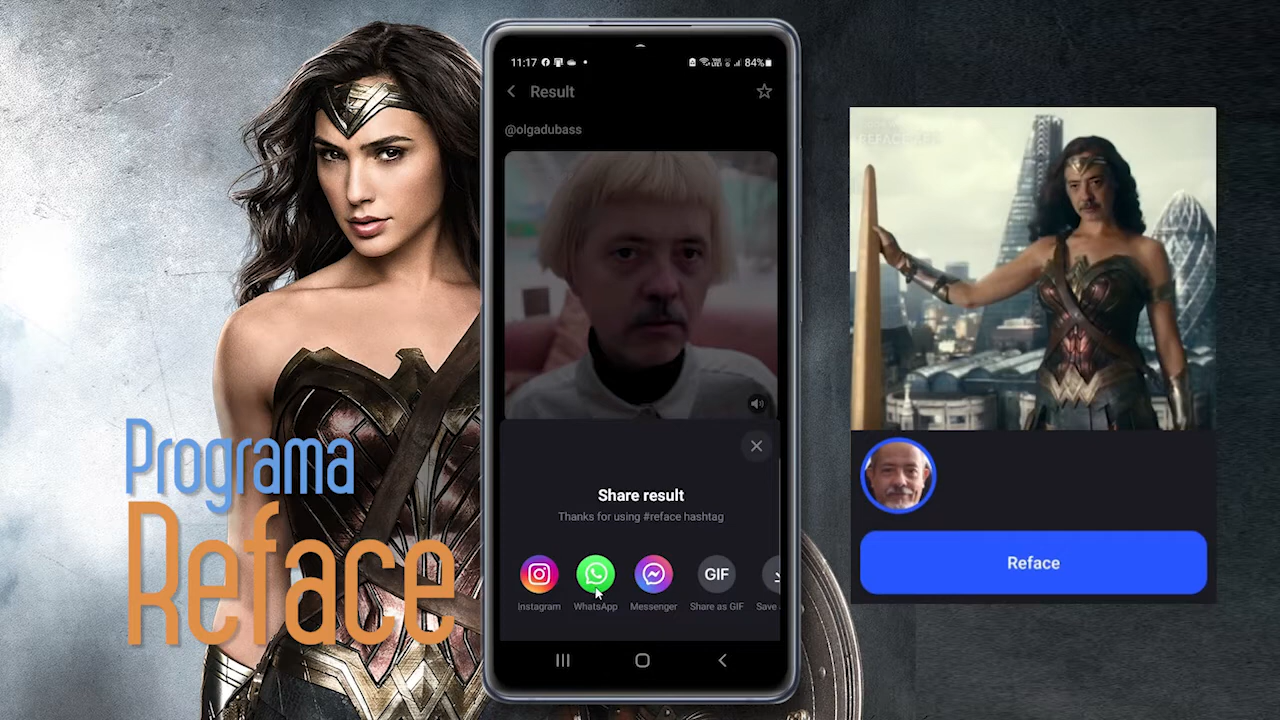 Programa
Reface
11:17
84%
Result
@olgadubass
Share result
Thanks for using #reface hashtag
GIF
Instagram
WhatsApp
Messenger
Share as GIF
Save
Reface